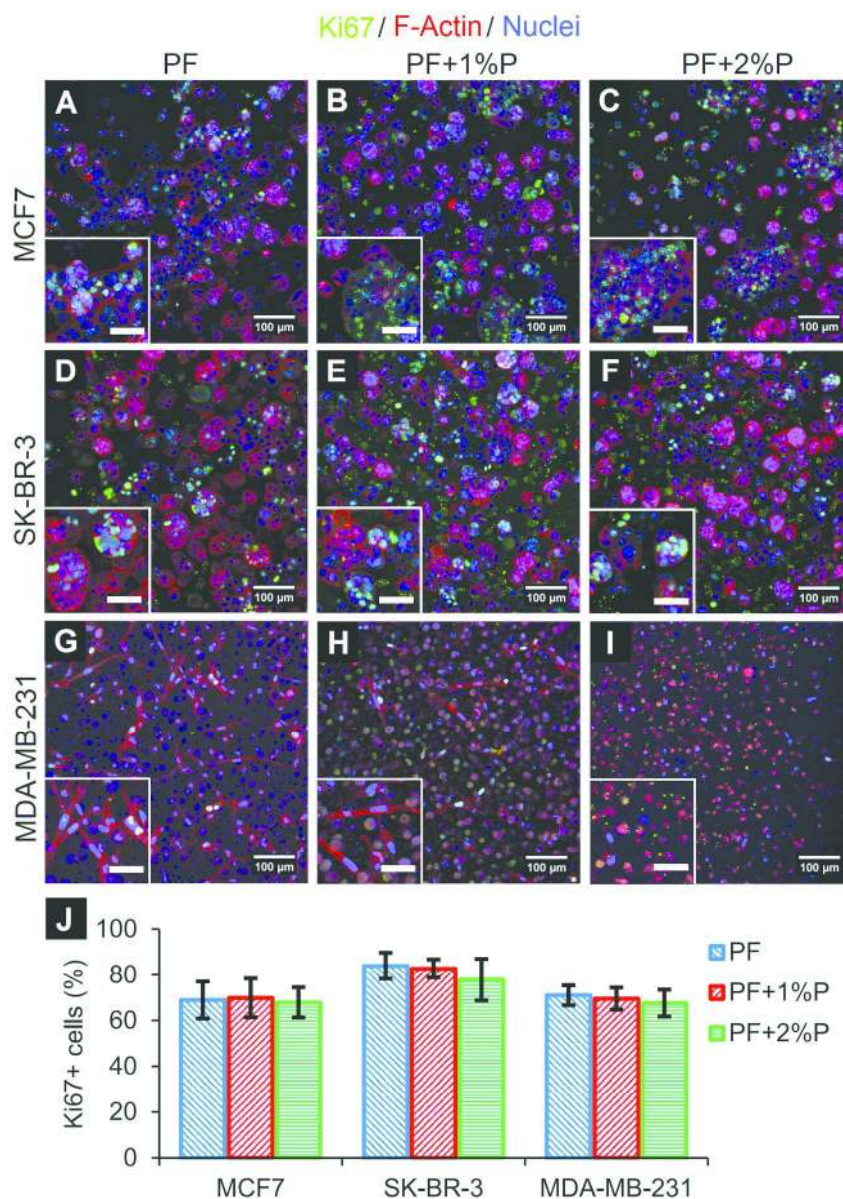 Ki67 / F-Actin / Nuclei
PF PF+1%P PF+2%P
MCF7
A B C
100 µm 100 µm 100 µm
SK-BR-3
D E F
100 µm 100 µm 100 µm
MDA-MB-231
G H I
100 µm 100 µm 100 µm
J
Ki67+ cells (%)
100
80
60
40
20
0
MCF7 SK-BR-3 MDA-MB-231
PF
PF+1%P
PF+2%P